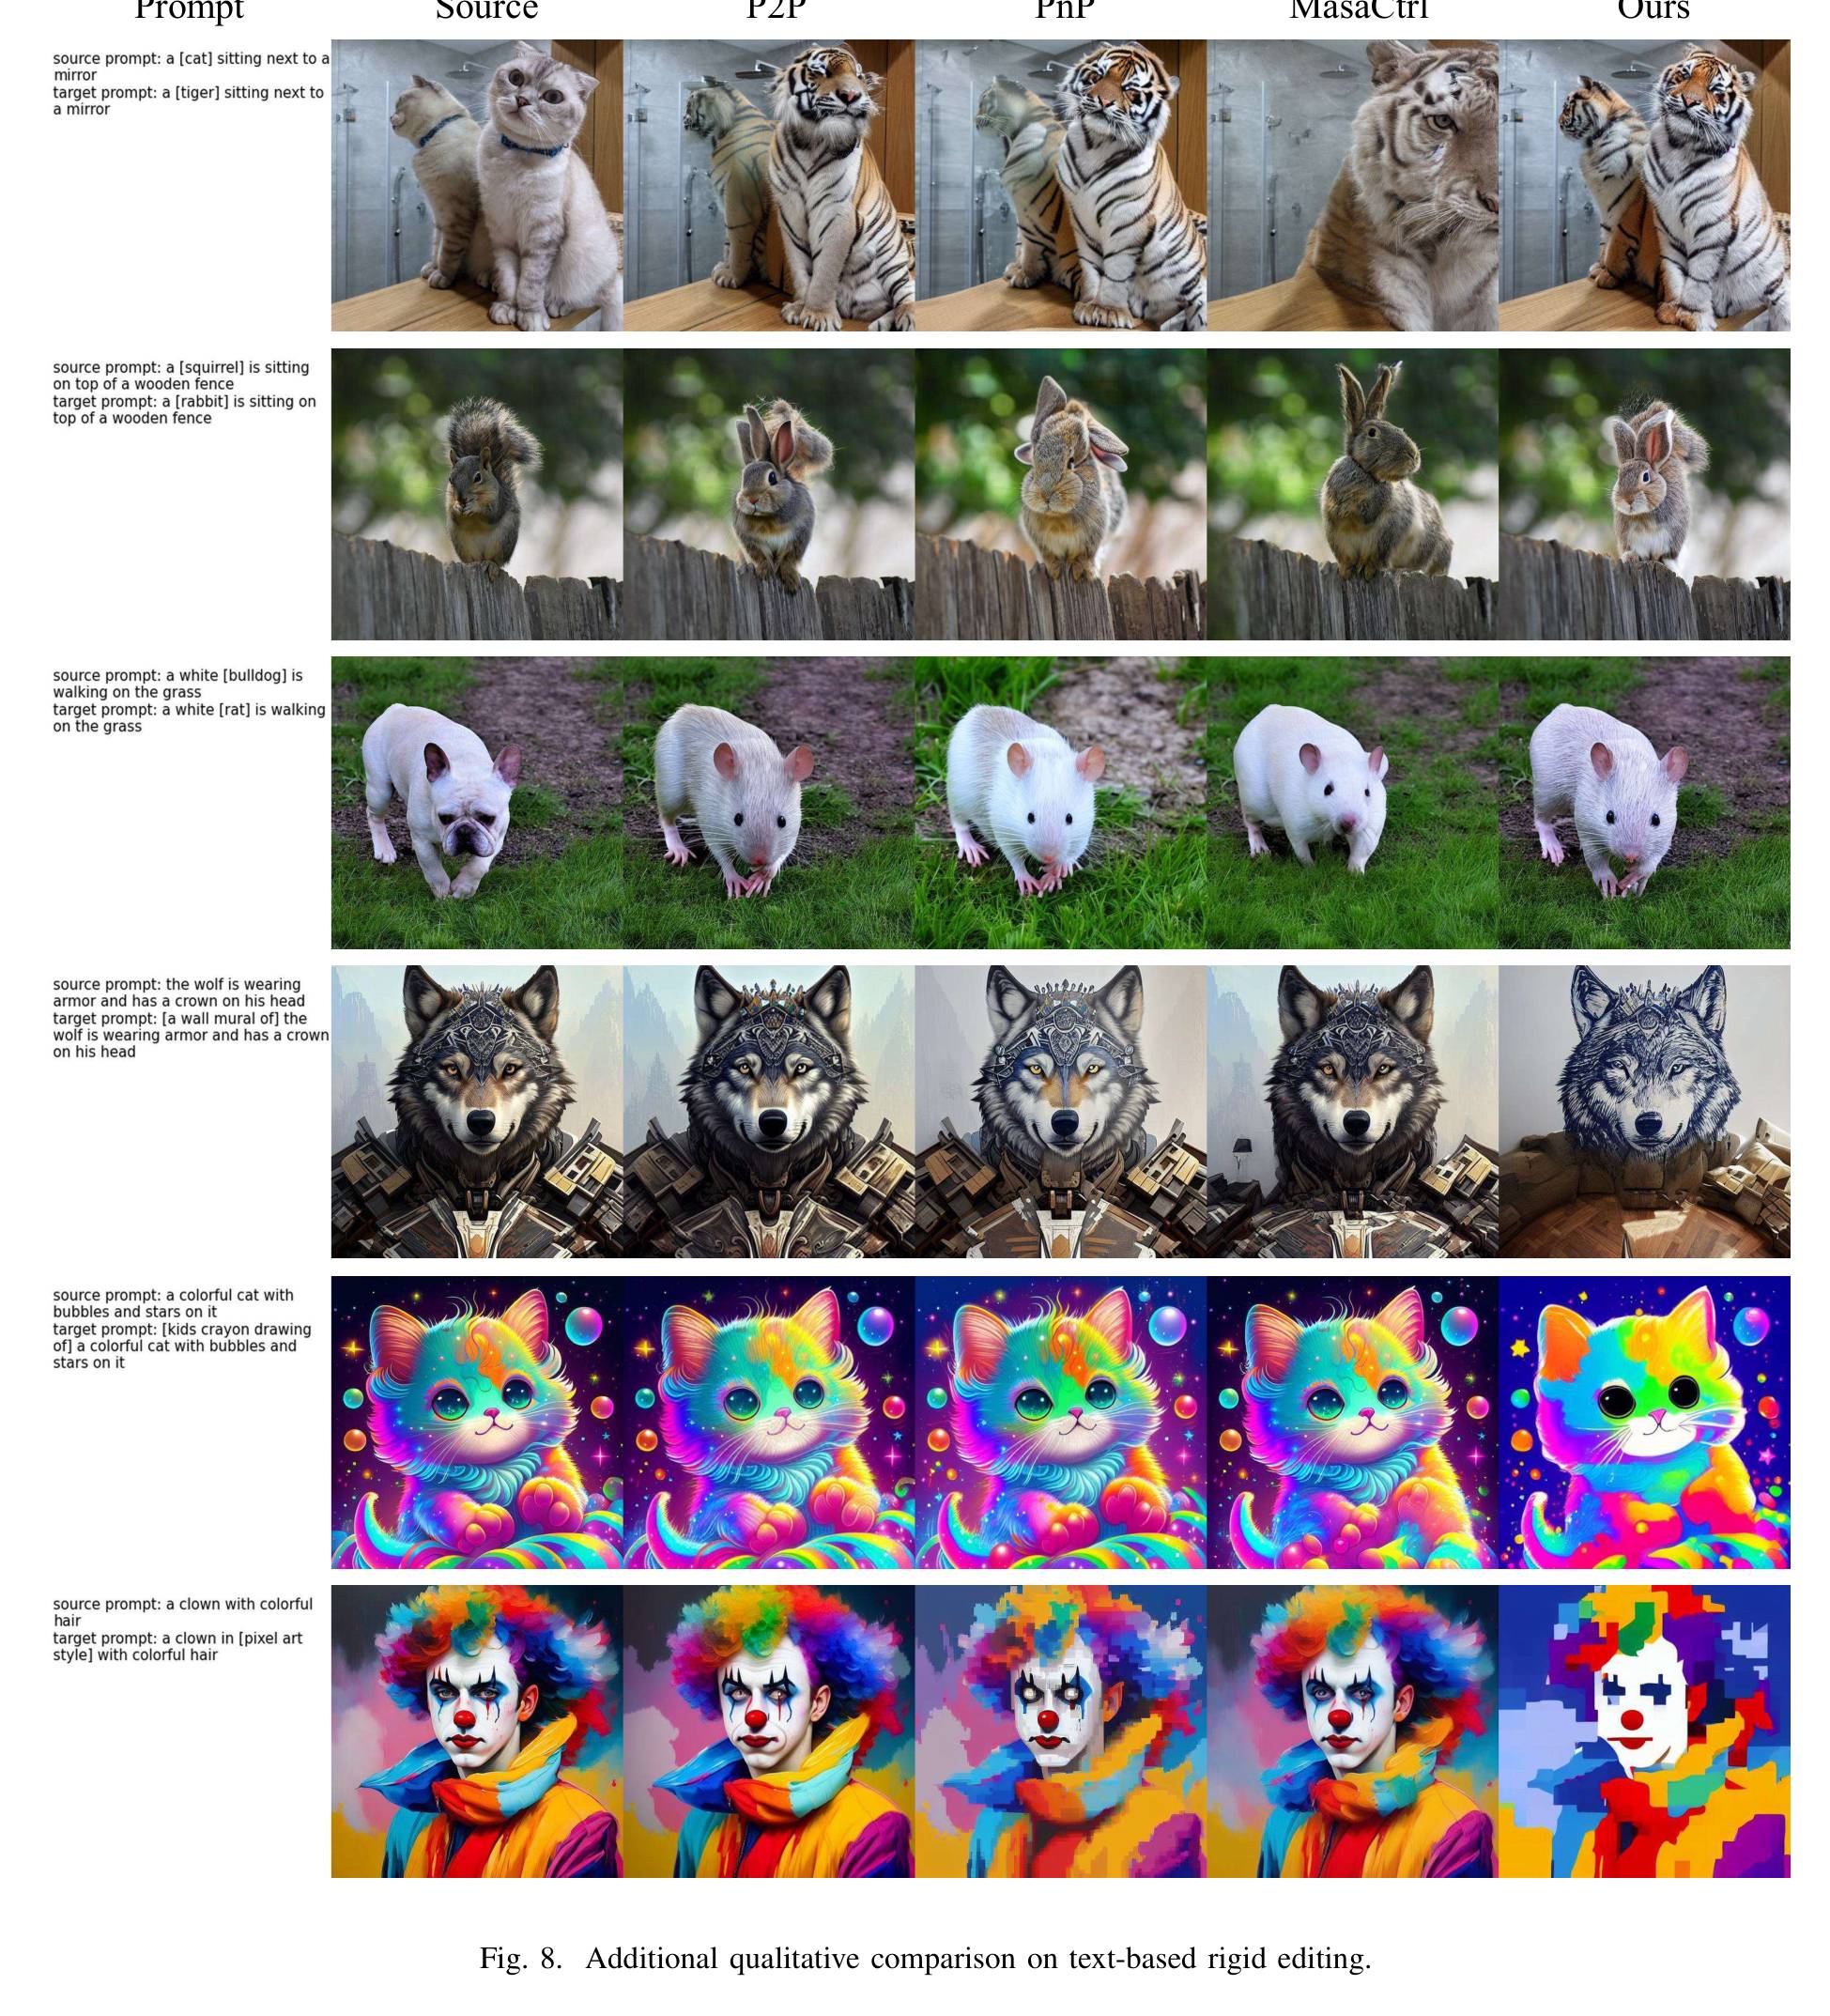 Prompt Source P2P PnP MasaCtrl Ours
source prompt: a [cat] sitting next to a
mirror
target prompt: a [tiger] sitting next to
a mirror
source prompt: a [squirrel] is sitting
on top of a wooden fence
target prompt: a [rabbit] is sitting on
top of a wooden fence
source prompt: a white [bulldog] is
walking on the grass
target prompt: a white [rat] is walking
on the grass
source prompt: the wolf is wearing
armor and has a crown on his head
target prompt: [a wall mural of] the
wolf is wearing armor and has a crown
on his head
source prompt: a colorful cat with
bubbles and stars on it
target prompt: [kids crayon drawing
of] a colorful cat with bubbles and
stars on it
source prompt: a clown with colorful
hair
target prompt: a clown in [pixel art
style] with colorful hair
Fig. 8. Additional qualitative comparison on text-based rigid editing.